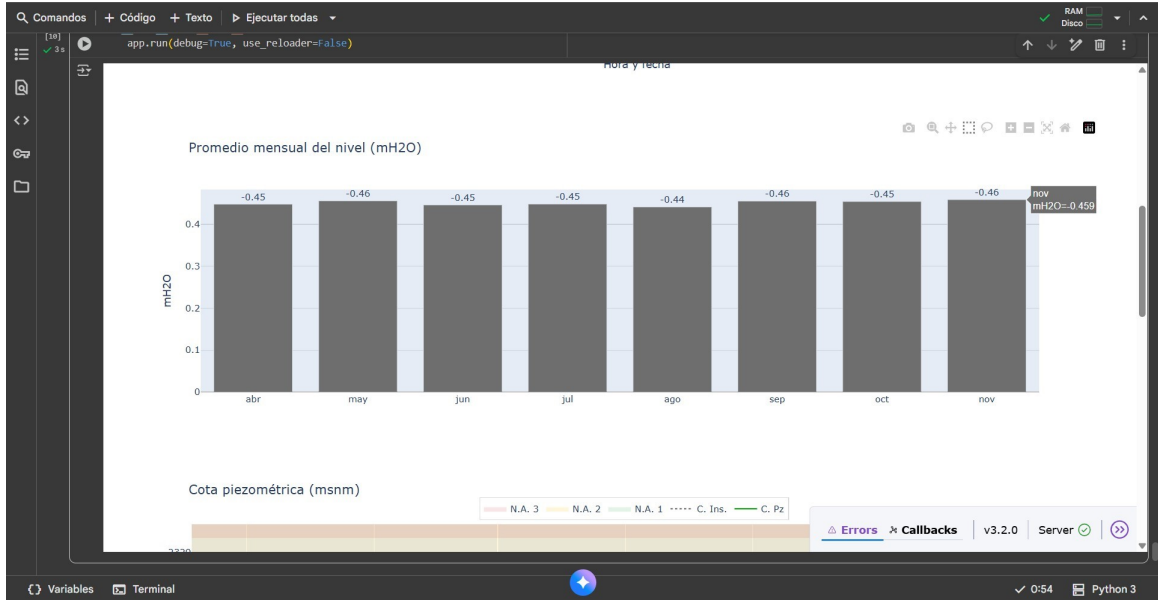 Comandos + Código + Texto Ejecutar todas RAM Disco
[10]
3 s
app.run(debug=True, use_reloader=False)
Hora y fecha
Promedio mensual del nivel (mH2O)
-0.45 -0.46 -0.45 -0.45 -0.44 -0.46 -0.45 -0.46
nov
mH2O=-0.459
0.4
0.3
0.2
0.1
0
mH2O
abr may jun jul ago sep oct nov
Cota piezométrica (msnm)
N.A. 3 N.A. 2 N.A. 1 C. Ins. C. Pz
2320
Errors Callbacks v3.2.0 Server
{} Variables Terminal 0:54 Python 3